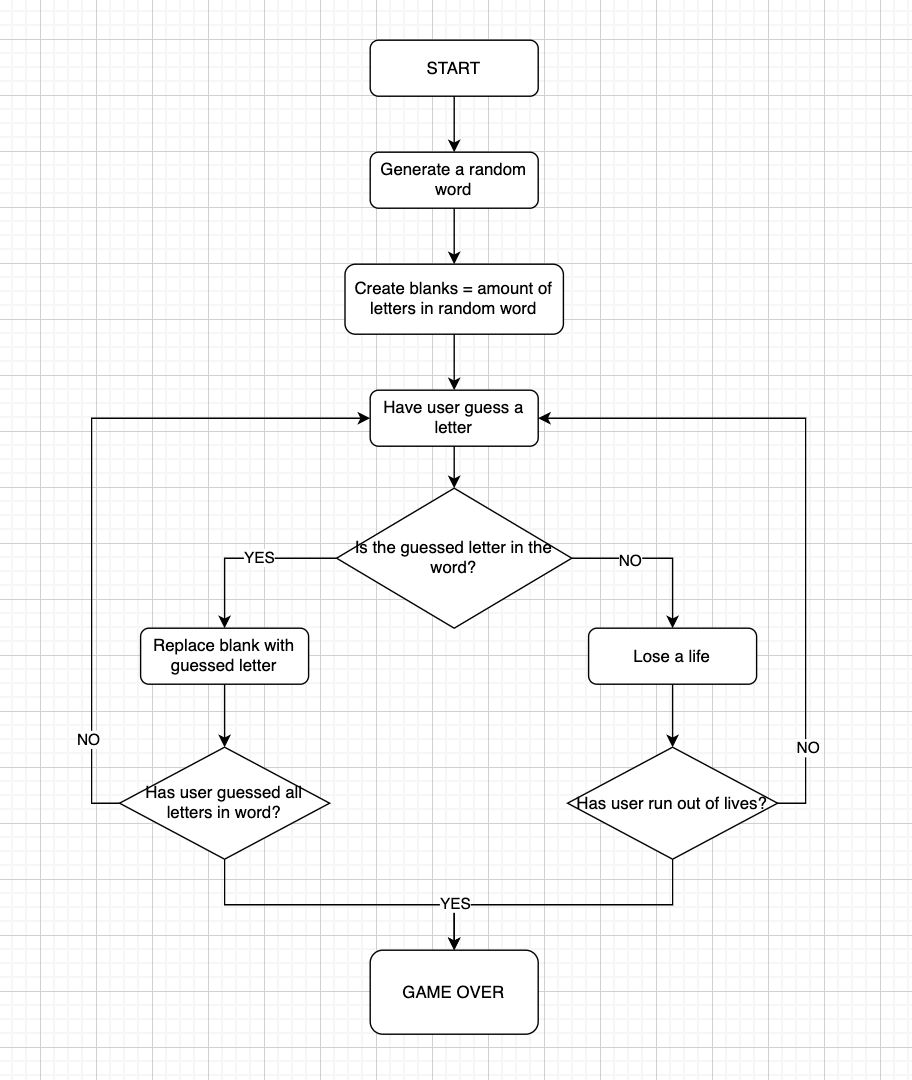 START
Generate a random
word
Create blanks = amount of
letters in random word
Have user guess a
letter
Is the guessed letter in the
word?
YES
NO
Replace blank with
guessed letter
Lose a life
NO
NO
Has user guessed all
letters in word?
Has user run out of lives?
YES
GAME OVER